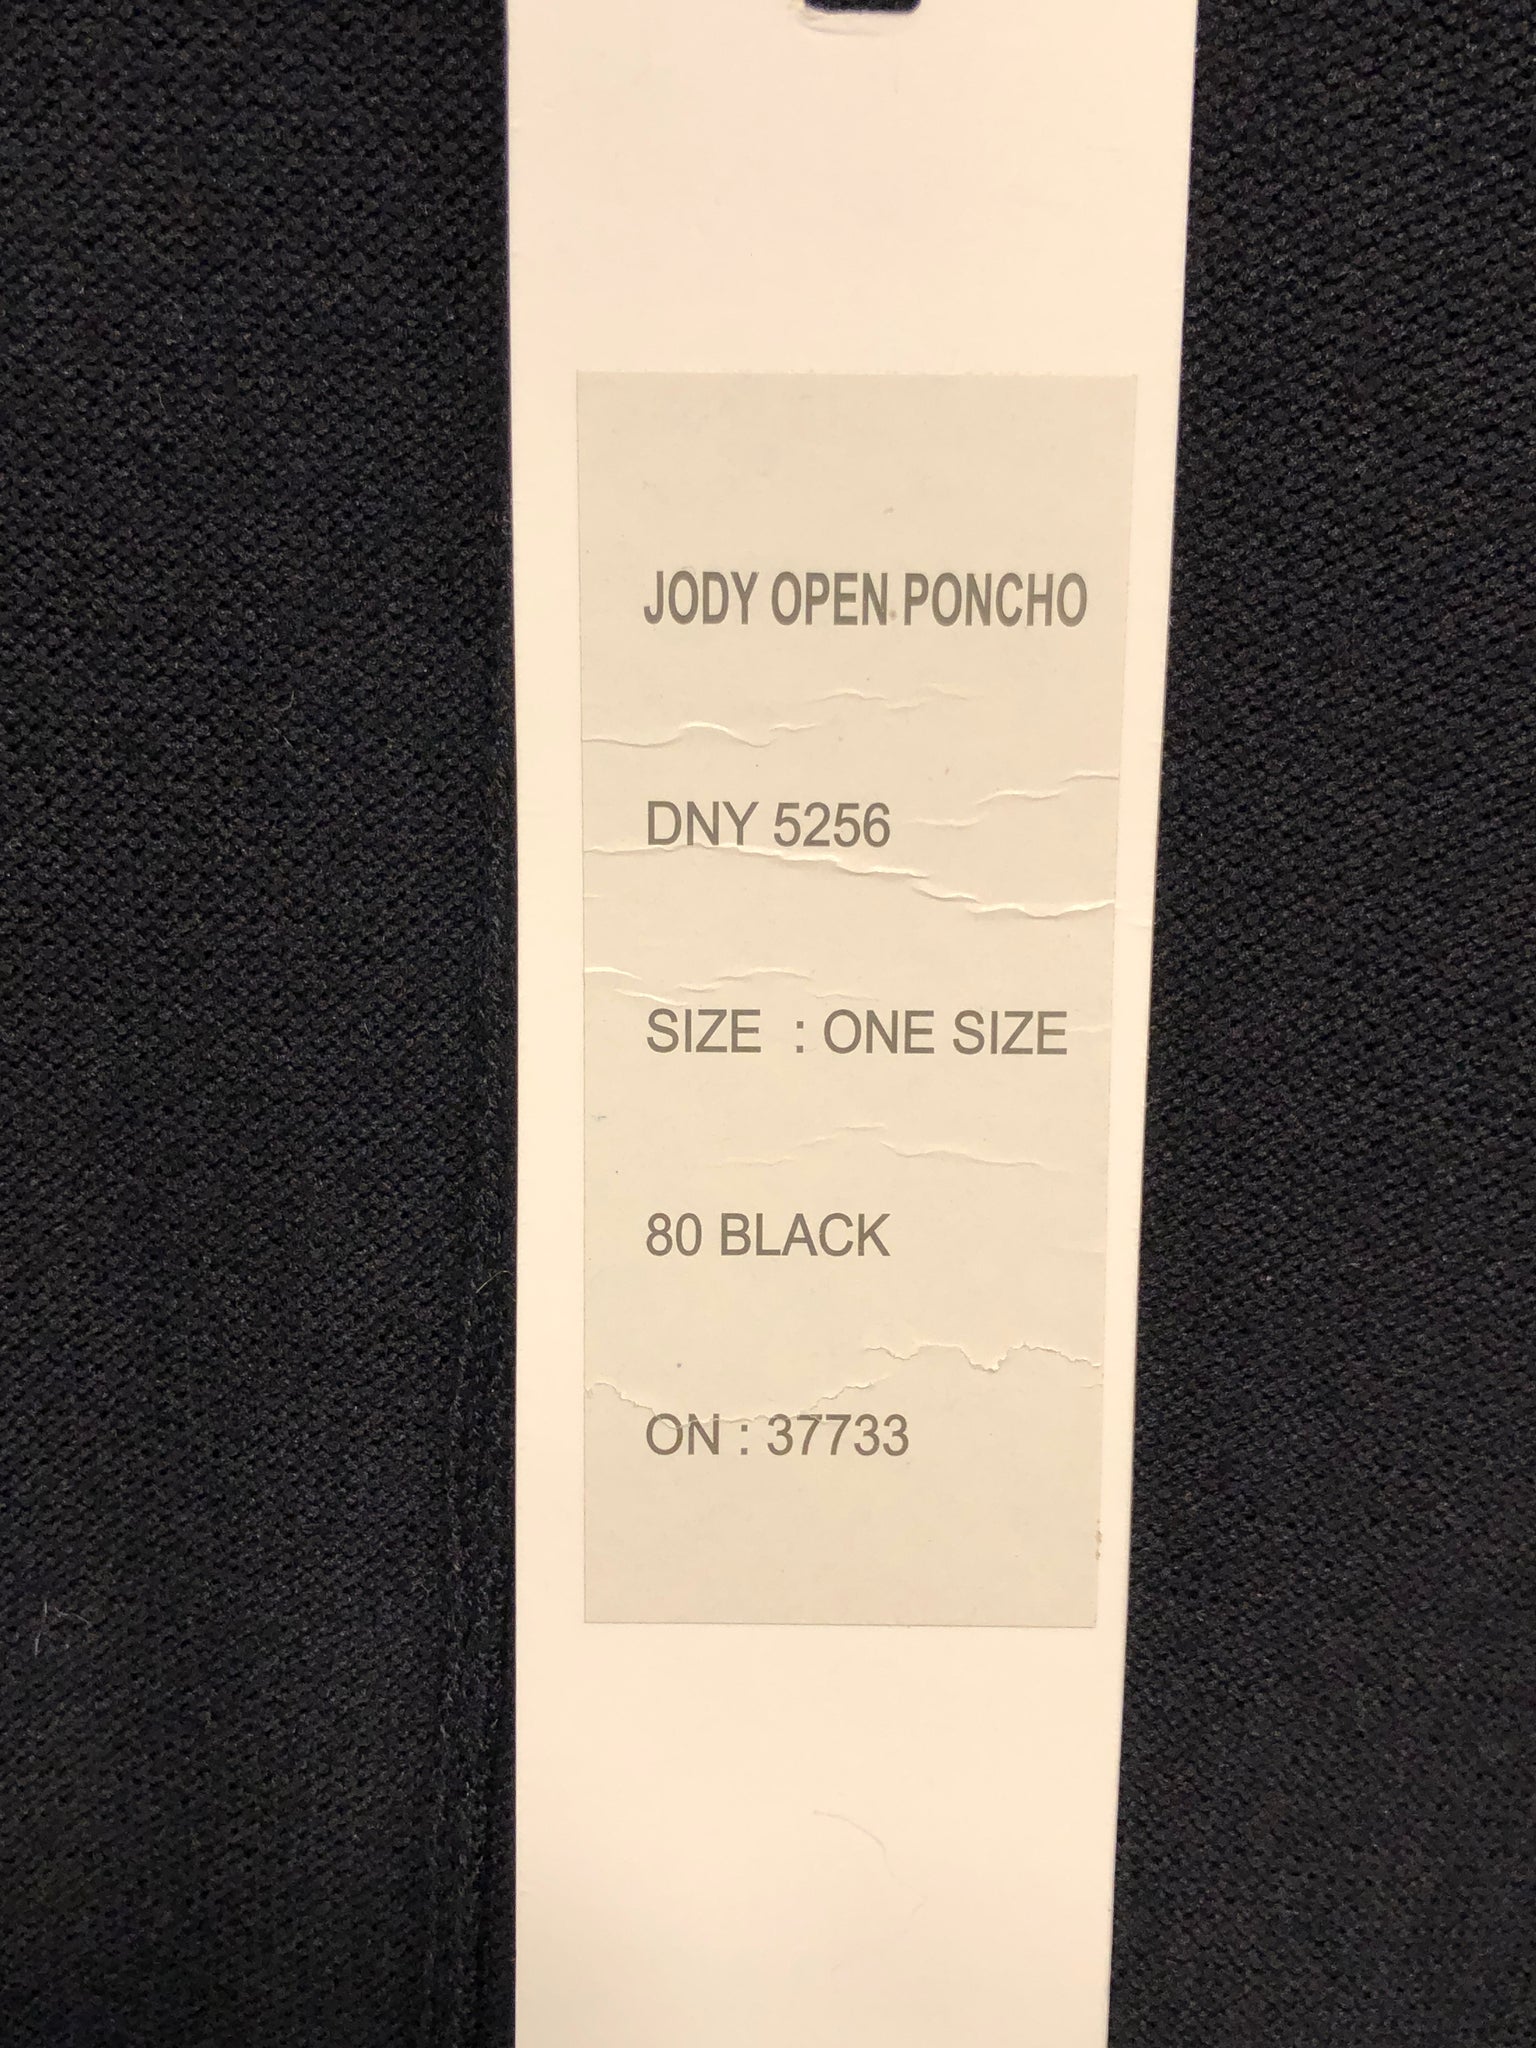 JODY OPEN PONCHO
DNY 5256
SIZE : ONE SIZE
80 BLACK
ON : 37733